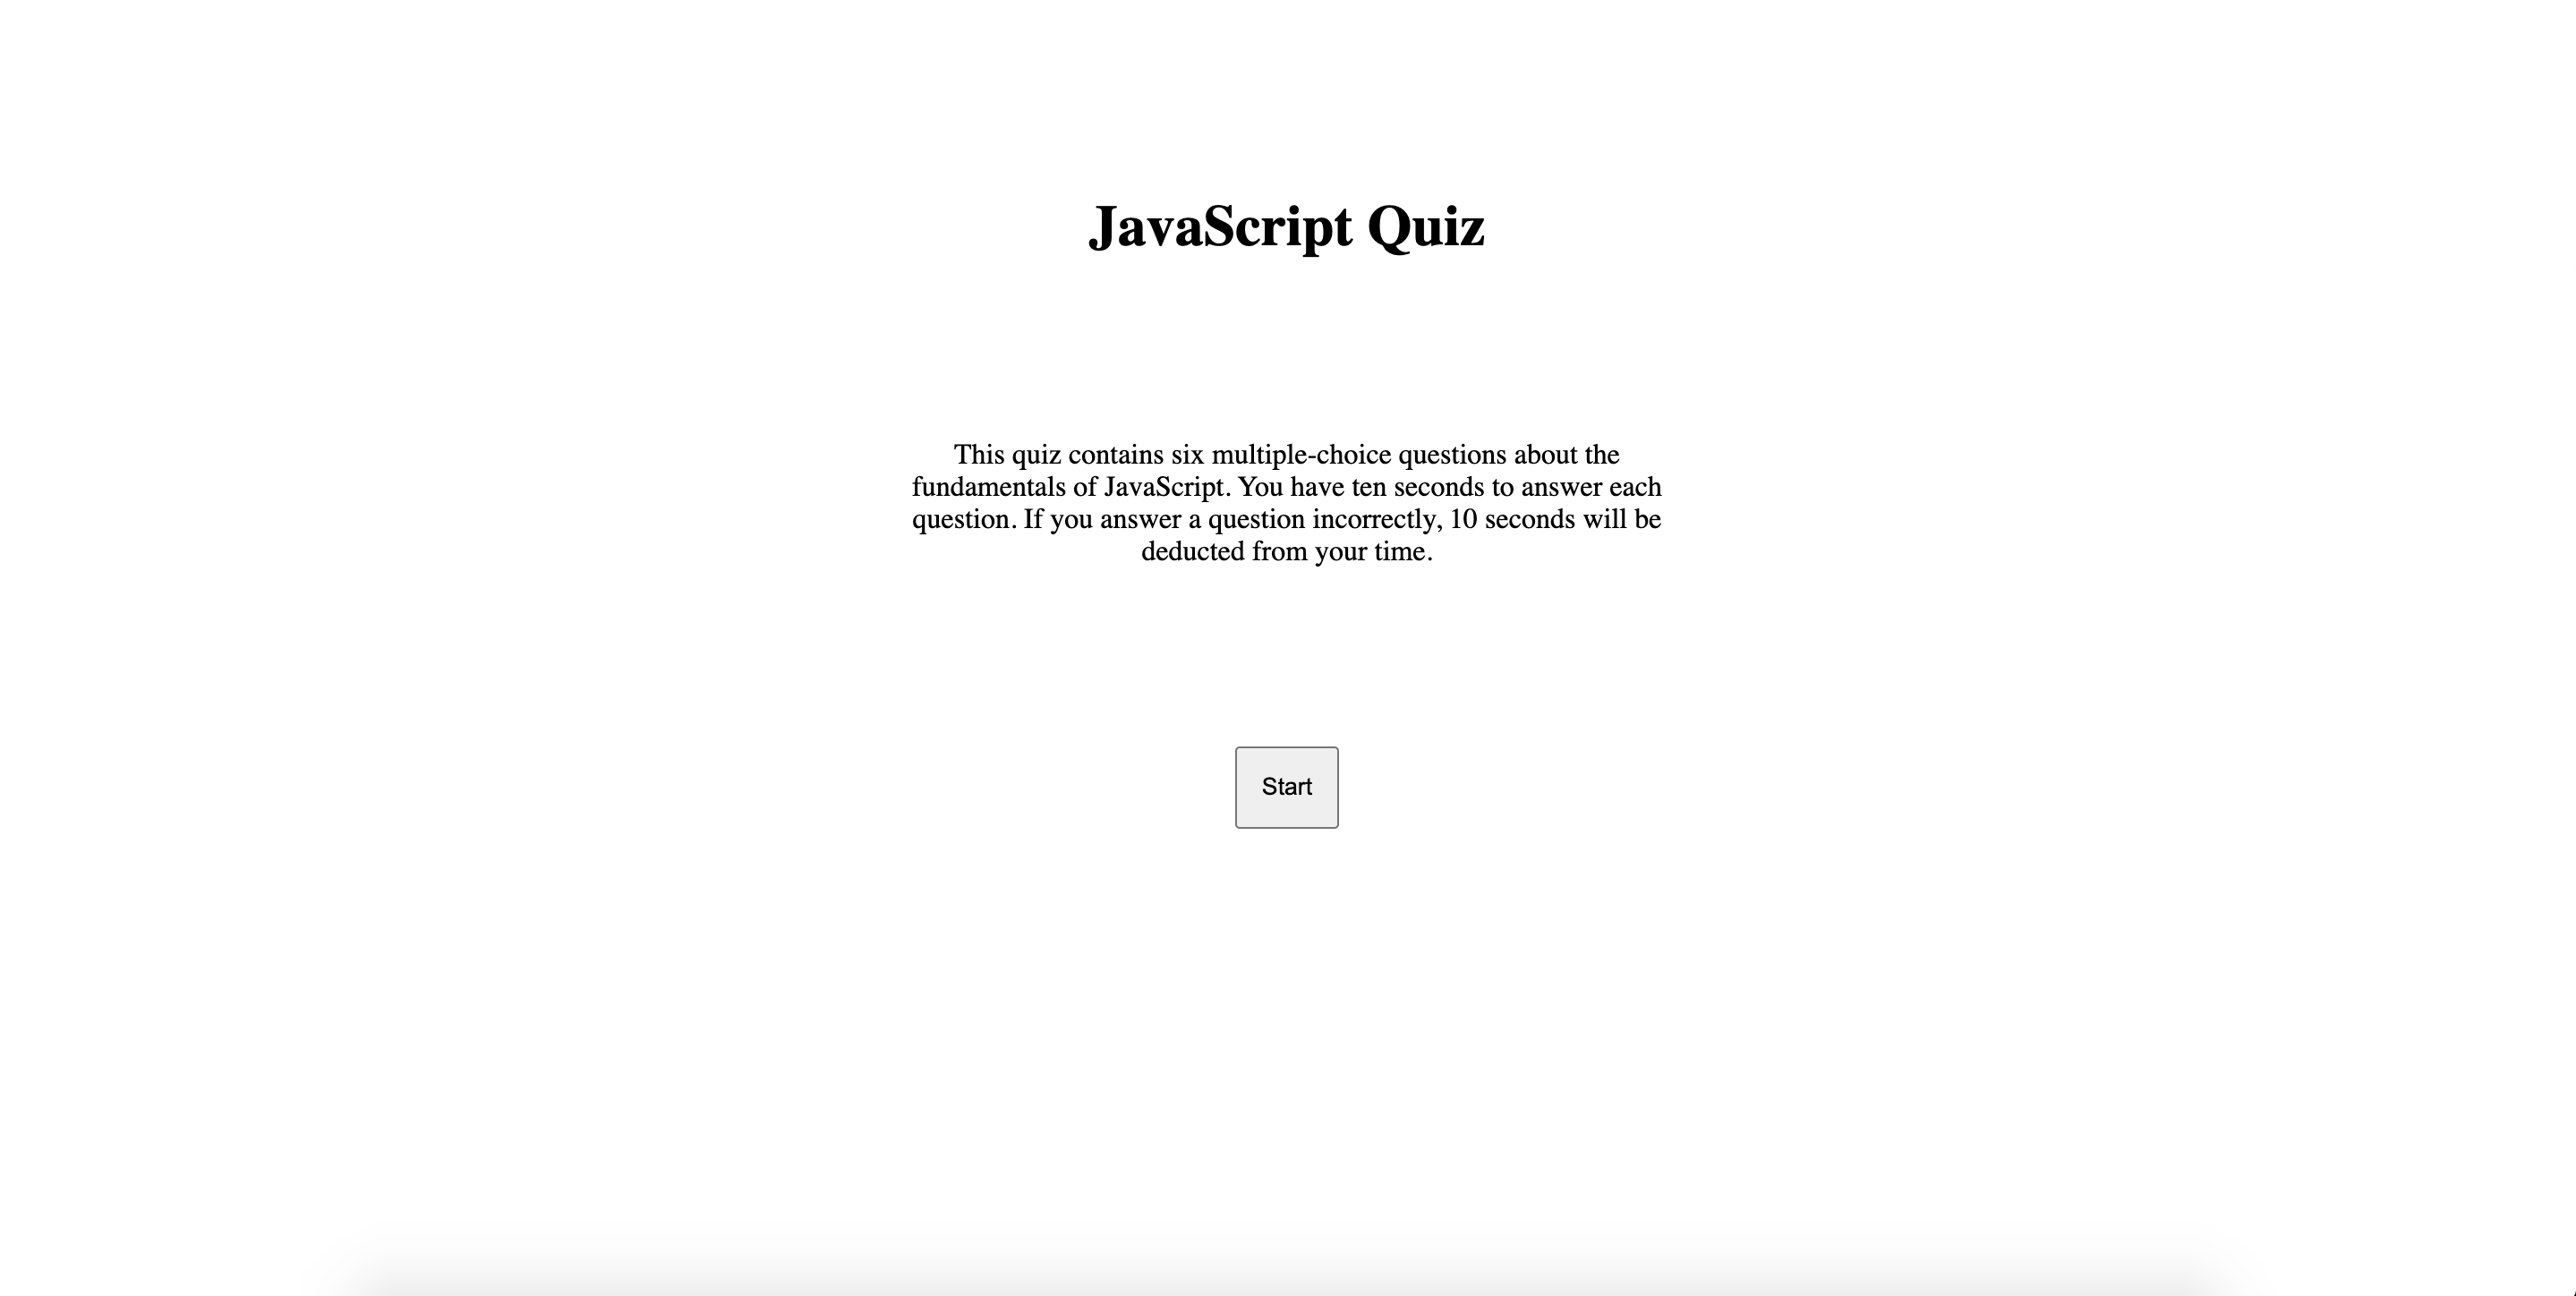 JavaScript Quiz
This quiz contains six multiple-choice questions about the
fundamentals of JavaScript. You have ten seconds to answer each
question. If you answer a question incorrectly, 10 seconds will be
deducted from your time.
Start